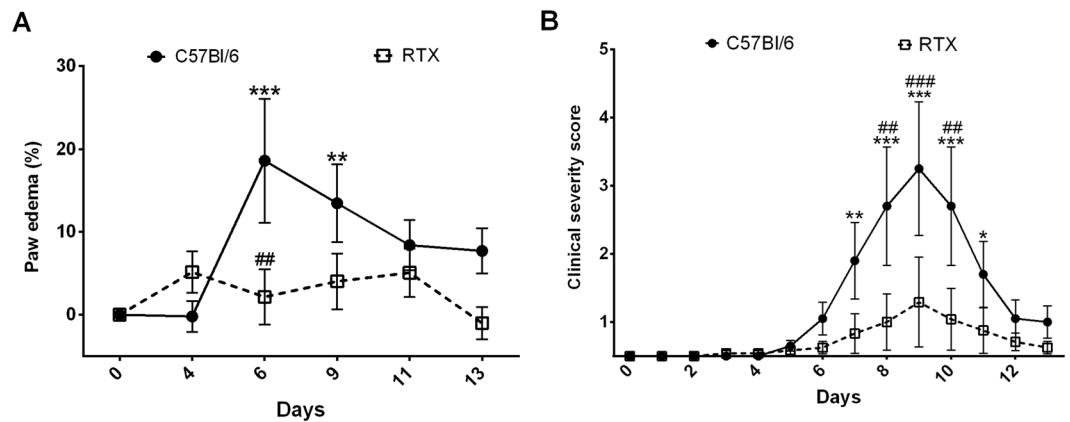 A
C57Bl/6 RTX
Paw edema (%)
30
20
10
0
***
**
##
0 4 6 9 11 13
Days
B
C57Bl/6 RTX
Clinical severity score
5
4
3
2
1
###
***
##
***
##
***
**
*
0 2 4 6 8 10 12
Days